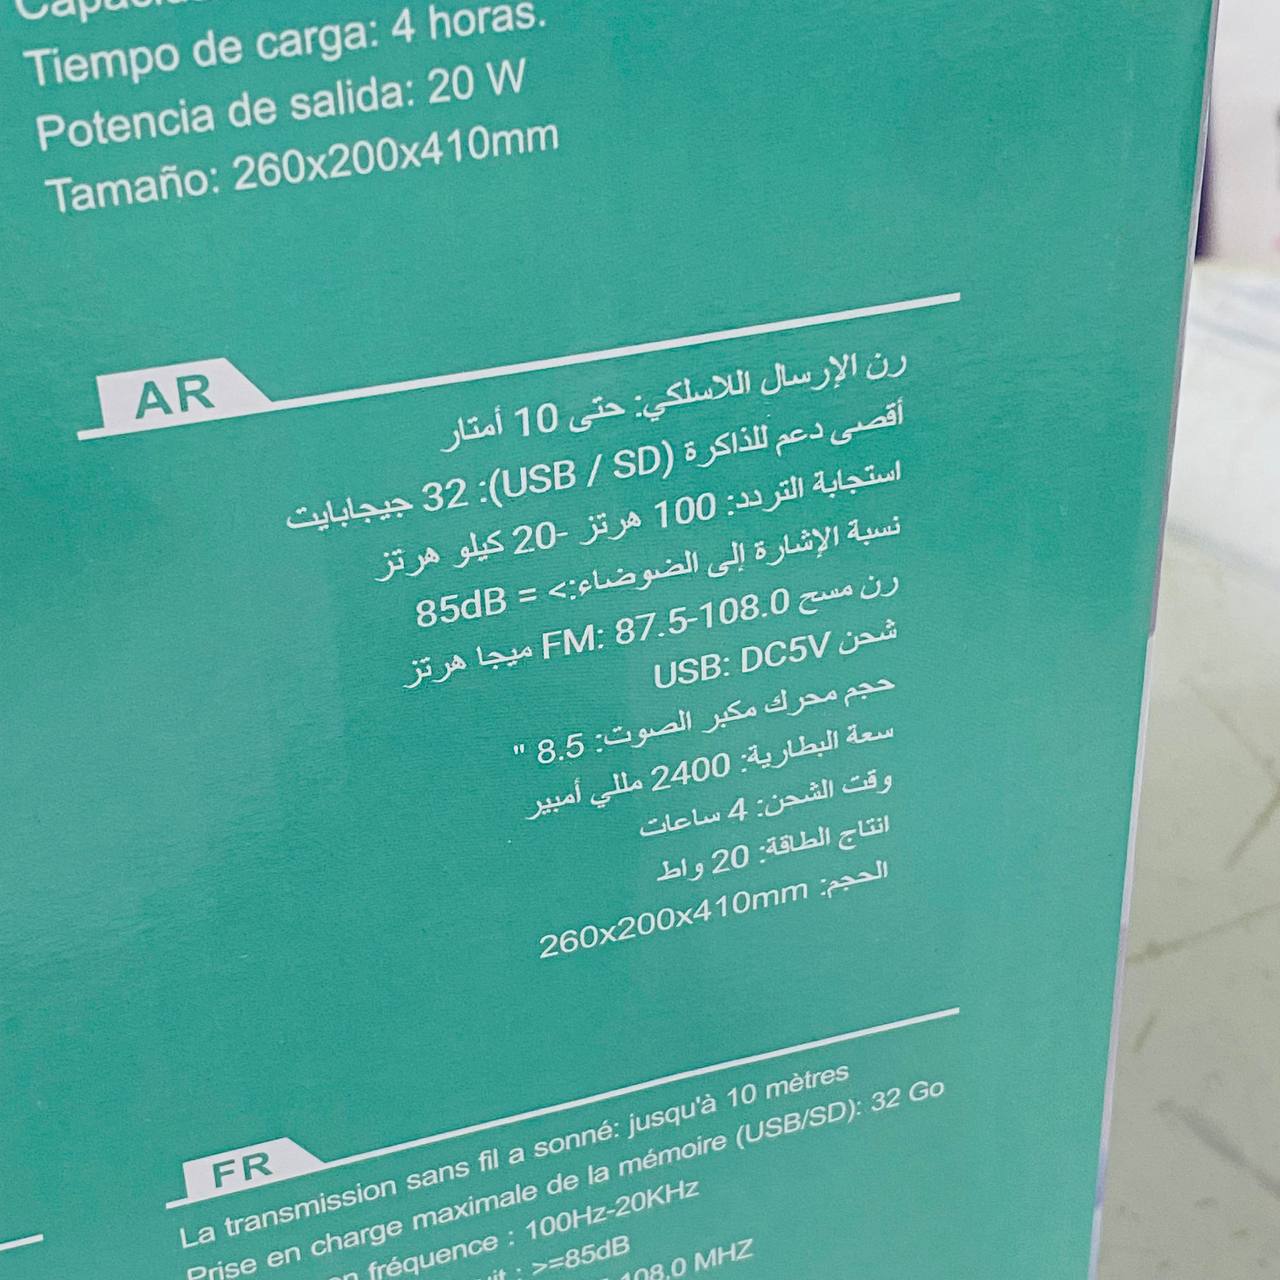 Tiempo de carga: 4 horas.
Potencia de salida: 20 W
Tamaño: 260x200x410mm
AR
رن الإرسال اللاسلكي: حتى 10 أمتار
أقصى دعم للذاكرة (USB / SD): 32 جيجابايت
استجابة التردد: 100 هرتز -20 كيلو هرتز
نسبة الإشارة إلى الضوضاء:> = 85dB
رن مسح FM: 87.5-108.0 ميجا هرتز
شحن USB: DC5V
حجم محرك مكبر الصوت: 8.5 "
سعة البطارية: 2400 مللي أمبير
وقت الشحن: 4 ساعات
انتاج الطاقة: 20 واط
الحجم: 260x200x410mm
FR
La transmission sans fil a sonné: jusqu'à 10 mètres
Prise en charge maximale de la mémoire (USB/SD): 32 Go
fréquence : 100Hz-20KHz
: >=85dB
108.0 MHZ